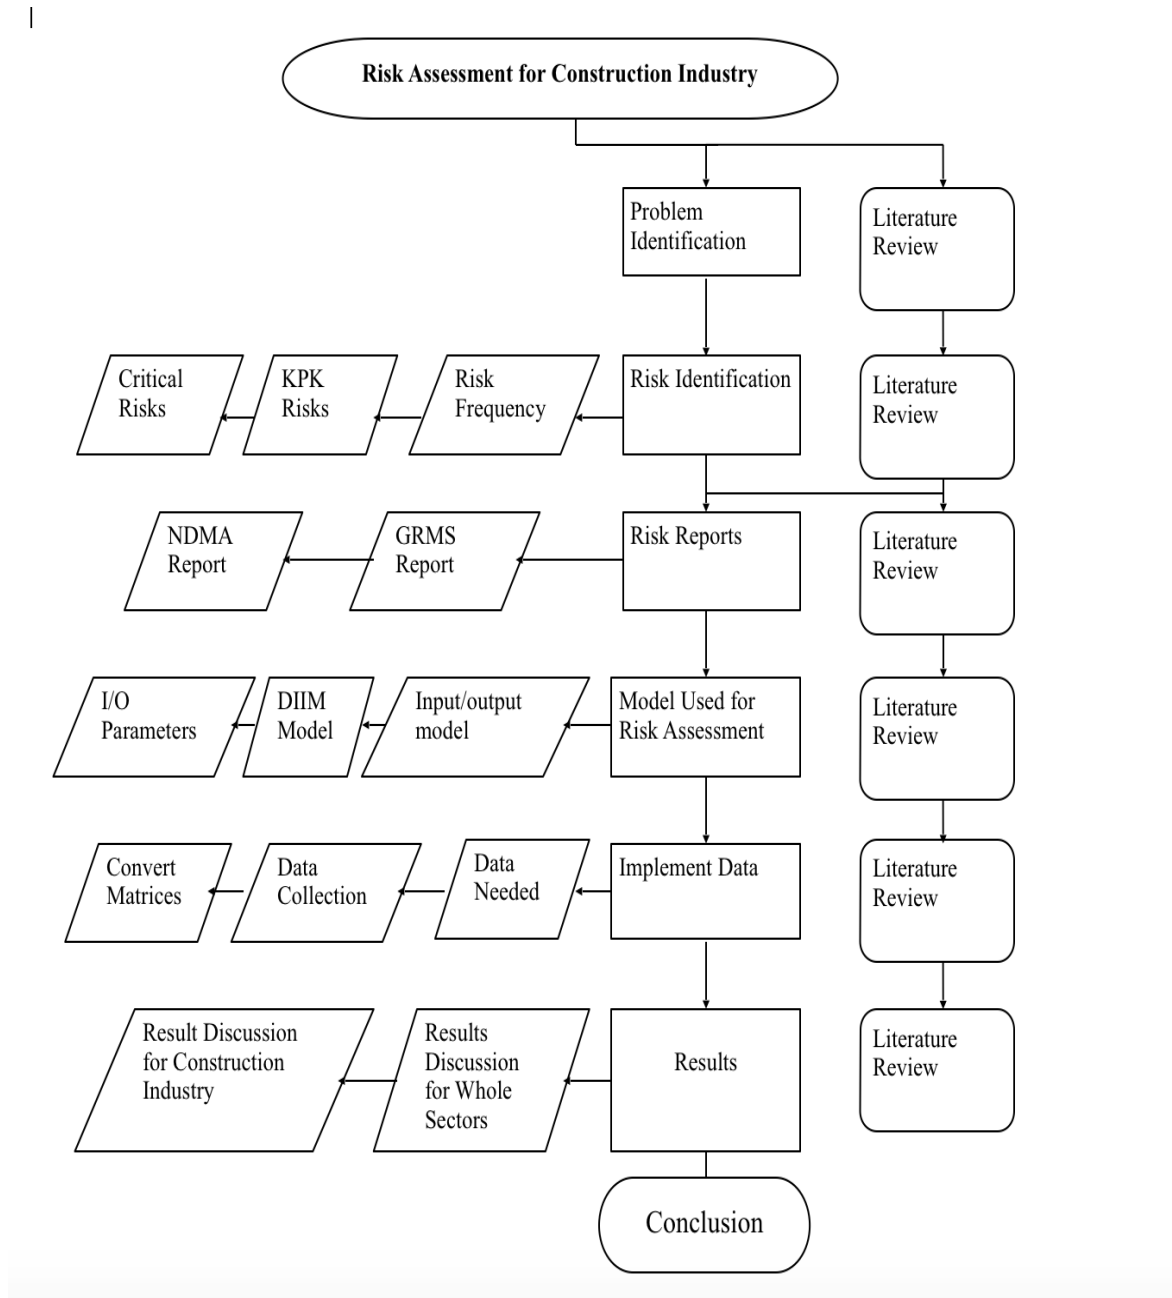 Risk Assessment for Construction Industry
Problem
Identification
Literature
Review
Critical
Risks
KPK
Risks
Risk
Frequency
Risk Identification
Literature
Review
NDMA
Report
GRMS
Report
Risk Reports
Literature
Review
I/O
Parameters
DIIM
Model
Input/output
model
Model Used for
Risk Assessment
Literature
Review
Convert
Matrices
Data
Collection
Data
Needed
Implement Data
Literature
Review
Result Discussion
for Construction
Industry
Results
Discussion
for Whole
Sectors
Results
Literature
Review
Conclusion